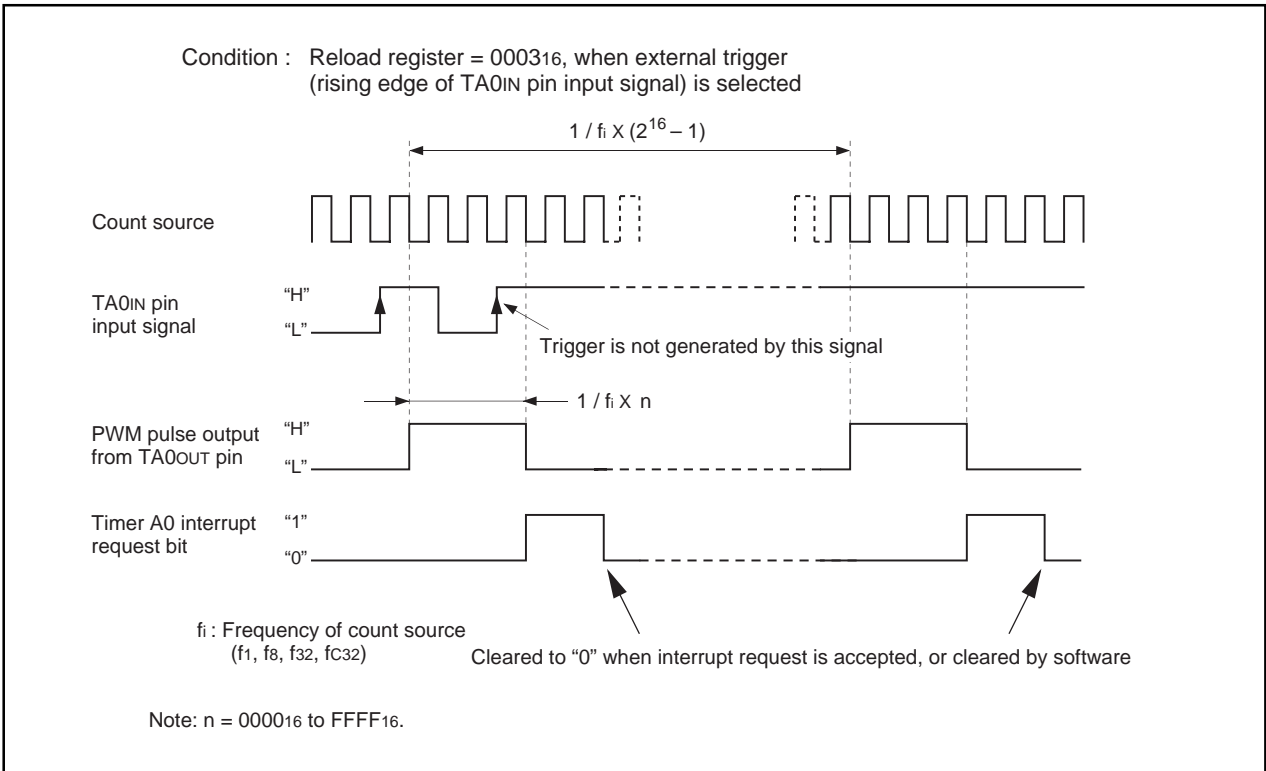 Condition : Reload register = 000316, when external trigger
(rising edge of TA0IN pin input signal) is selected
1 / fi X (2^16 – 1)
Count source
TA0IN pin
input signal
“H”
“L”
Trigger is not generated by this signal
1 / fi X n
PWM pulse output
from TA0OUT pin
“H”
“L”
Timer A0 interrupt
request bit
“1”
“0”
fi : Frequency of count source
(f1, f8, f32, fC32)
Cleared to “0” when interrupt request is accepted, or cleared by software
Note: n = 000016 to FFFF16.